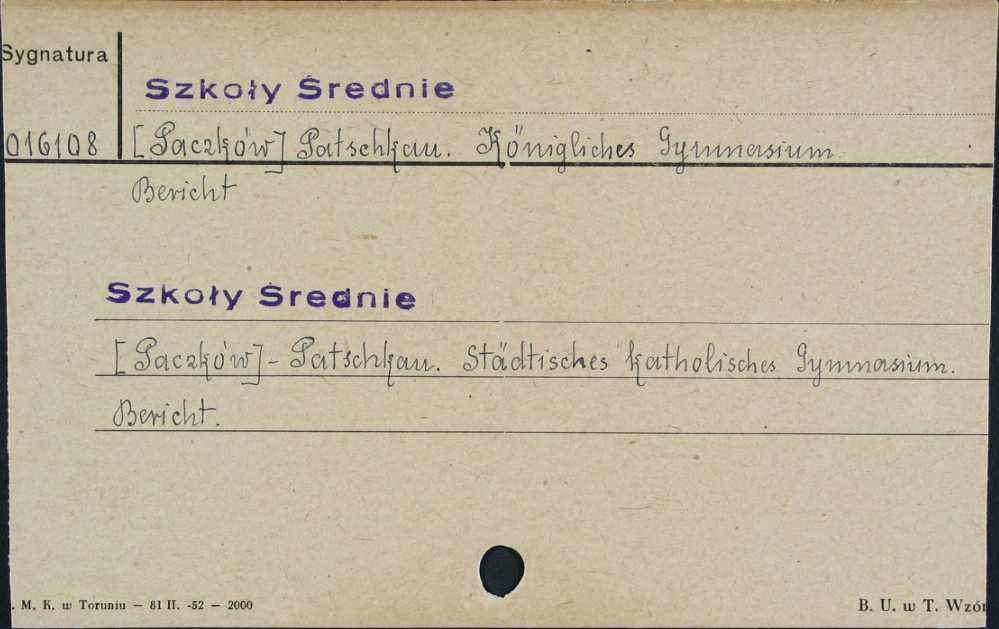 Sygnatura
Szkoły Średnie
016108
[Paczków] Patschkau. Königliches Gymnasium.
Bericht
Szkoły Średnie
[Paczków] - Patschkau. Städtisches katholisches Gymnasium.
Bericht.
. M. K. w Toruniu — 81 II. -52 — 2000
B. U. w T. Wzór